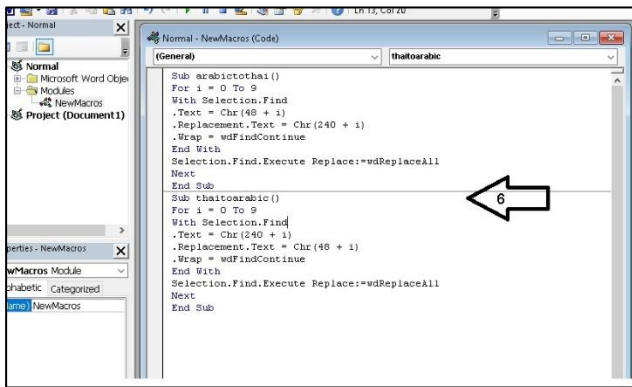 Ln 13, Col 20
ject - Normal
Normal
Microsoft Word Obje
Modules
NewMacros
Project (Document1)
operties - NewMacros
ewMacros Module
phabetic Categorized
ame) NewMacros
Normal - NewMacros (Code)
(General) thaitoarabic
Sub arabictothai()
For i = 0 To 9
With Selection.Find
.Text = Chr(48 + i)
.Replacement.Text = Chr(240 + i)
.Wrap = wdFindContinue
End With
Selection.Find.Execute Replace:=wdReplaceAll
Next
End Sub
Sub thaitoarabic()
For i = 0 To 9
With Selection.Find
.Text = Chr(240 + i)
.Replacement.Text = Chr(48 + i)
.Wrap = wdFindContinue
End With
Selection.Find.Execute Replace:=wdReplaceAll
Next
End Sub
6